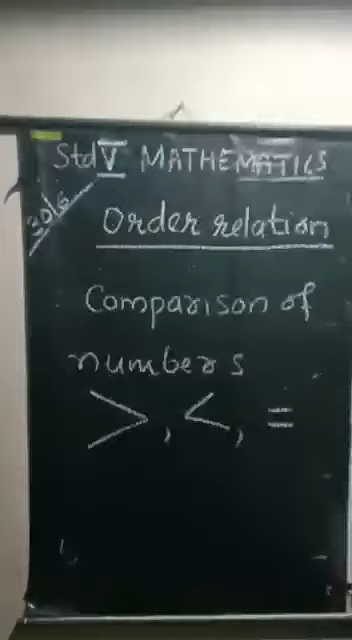 Std V MATHEMATICS
30/6
Order relation
Comparison of
numbers
>, <, =